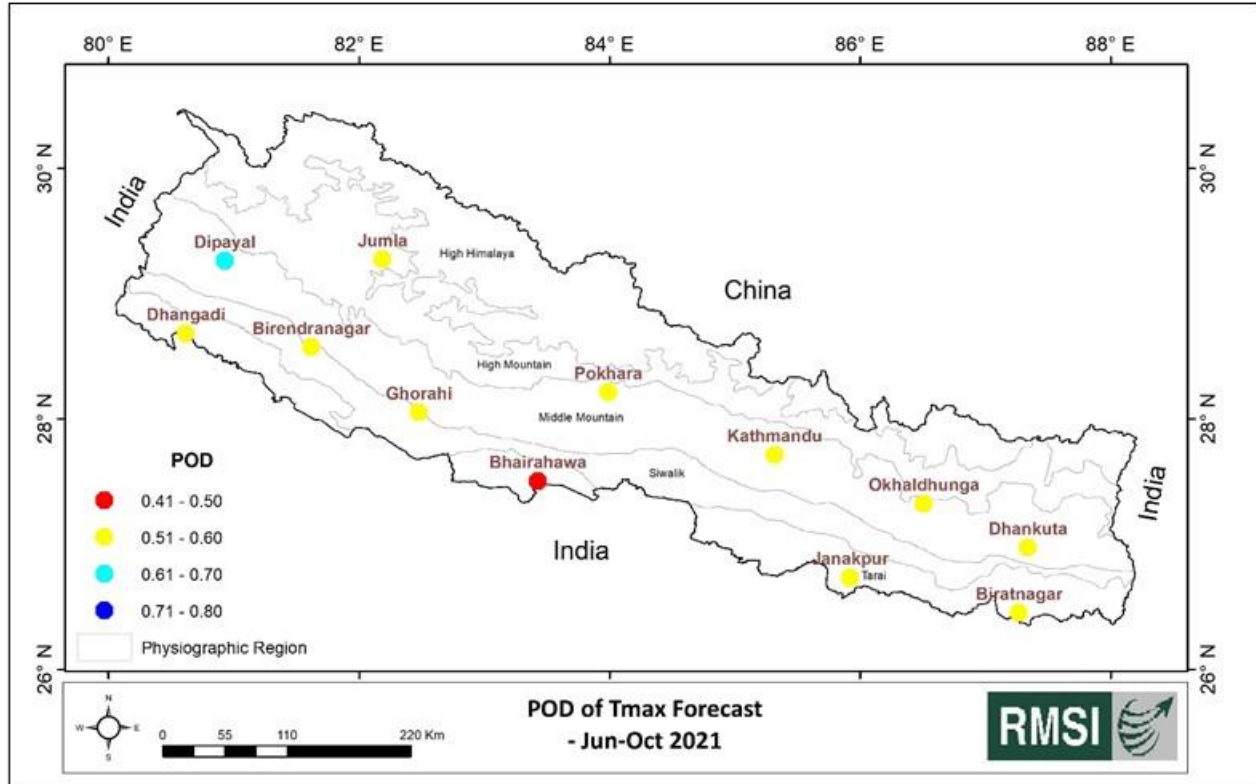 80° E
82° E
84° E
86° E
88° E
30° N
30° N
India
Dipayal
Jumla
High Himalaya
China
Dhangadi
Birendranagar
High Mountain
Pokhara
Ghorahi
Middle Mountain
28° N
28° N
Kathmandu
Bhairahawa
Siwalik
Okhaldhunga
India
Dhankuta
India
Janakpur
Tarai
Biratnagar
POD
0.41 - 0.50
0.51 - 0.60
0.61 - 0.70
0.71 - 0.80
Physiographic Region
26° N
26° N
N
W
E
S
0
55
110
220 Km
POD of Tmax Forecast
- Jun-Oct 2021
RMSI